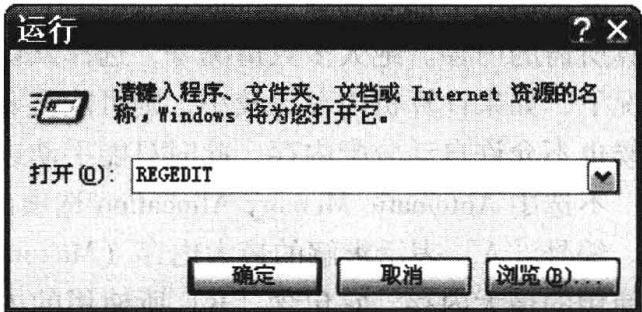 运行
请键入程序、文件夹、文档或 Internet 资源的名
称，Windows 将为您打开它。
打开(O)： REGEDIT
确定 取消 浏览(B)...